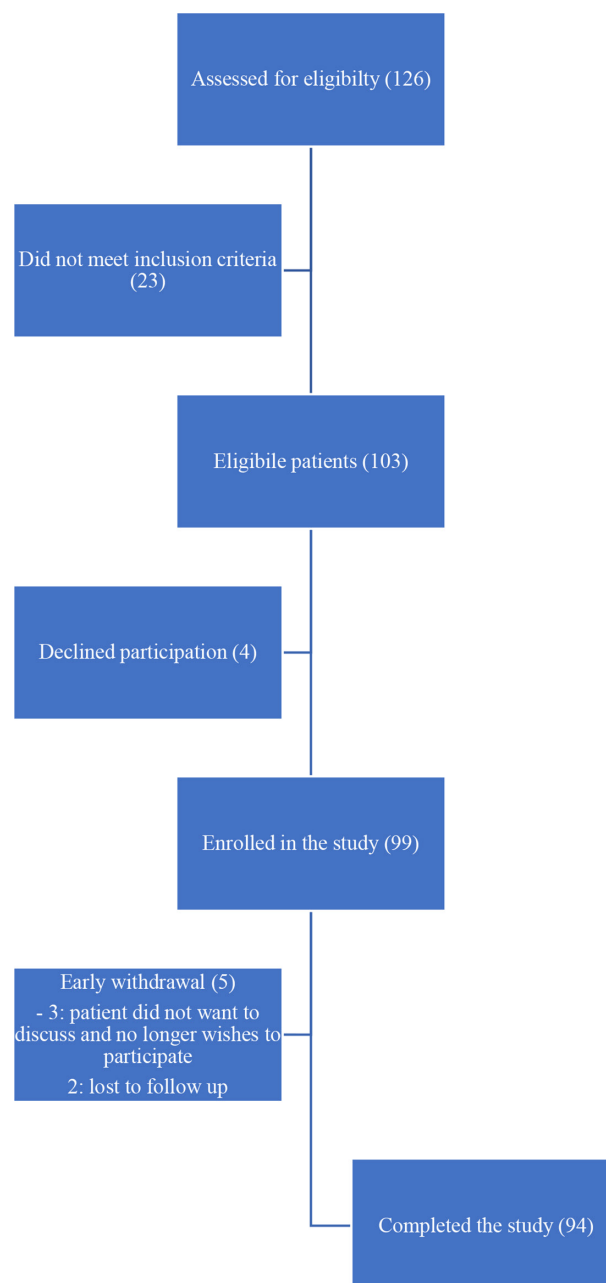 Assessed for eligibilty (126)
Did not meet inclusion criteria
(23)
Eligibile patients (103)
Declined participation (4)
Enrolled in the study (99)
Early withdrawal (5)
- 3: patient did not want to
discuss and no longer wishes to
participate
2: lost to follow up
Completed the study (94)